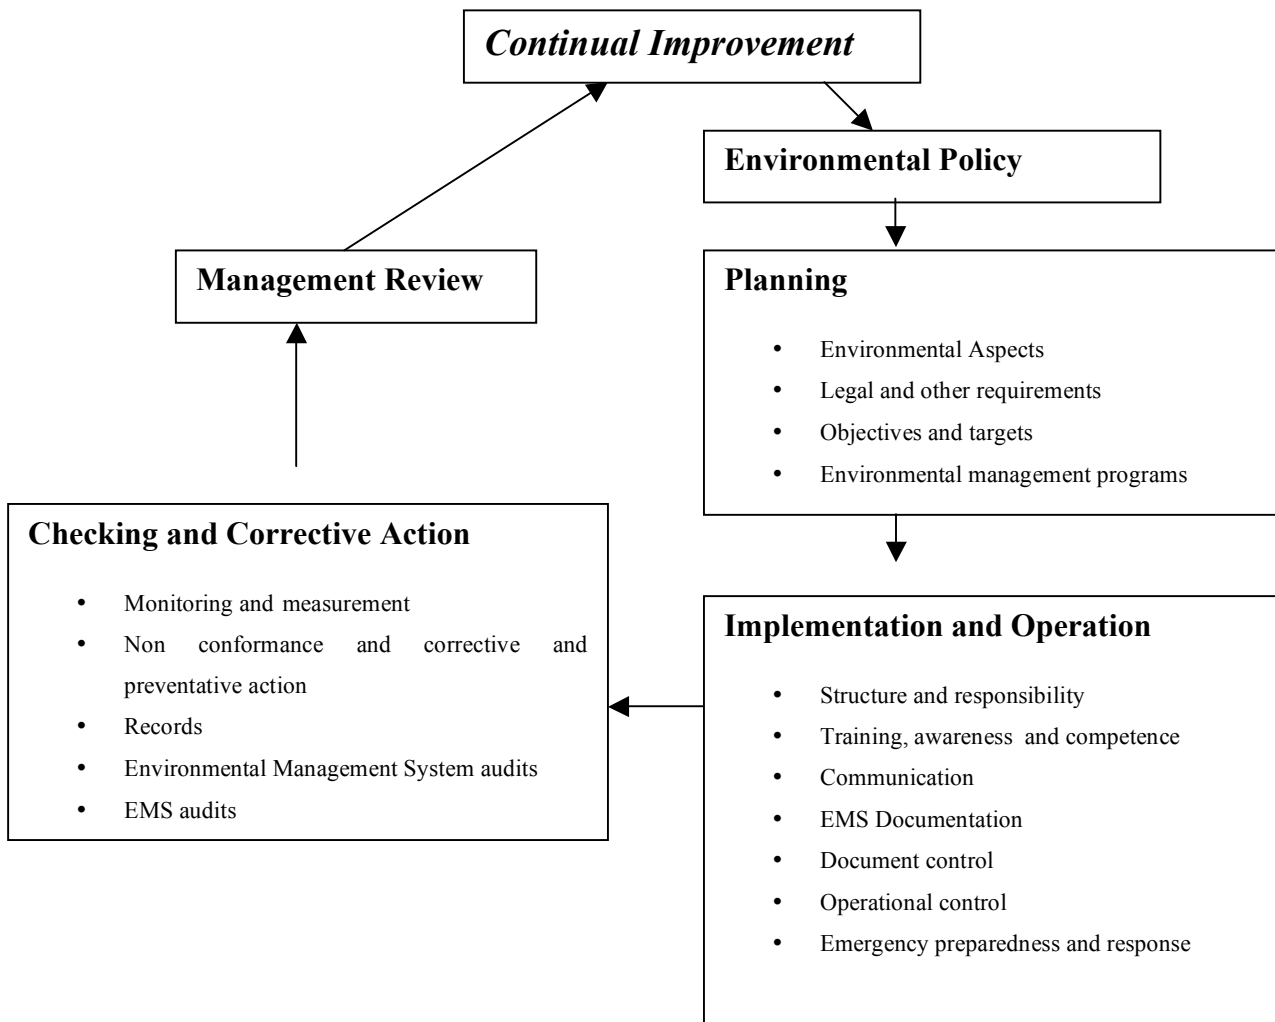 Continual Improvement
Environmental Policy
Management Review
Planning
• Environmental Aspects
• Legal and other requirements
• Objectives and targets
• Environmental management programs
Checking and Corrective Action
• Monitoring and measurement
• Non conformance and corrective and
preventative action
• Records
• Environmental Management System audits
• EMS audits
Implementation and Operation
• Structure and responsibility
• Training, awareness and competence
• Communication
• EMS Documentation
• Document control
• Operational control
• Emergency preparedness and response